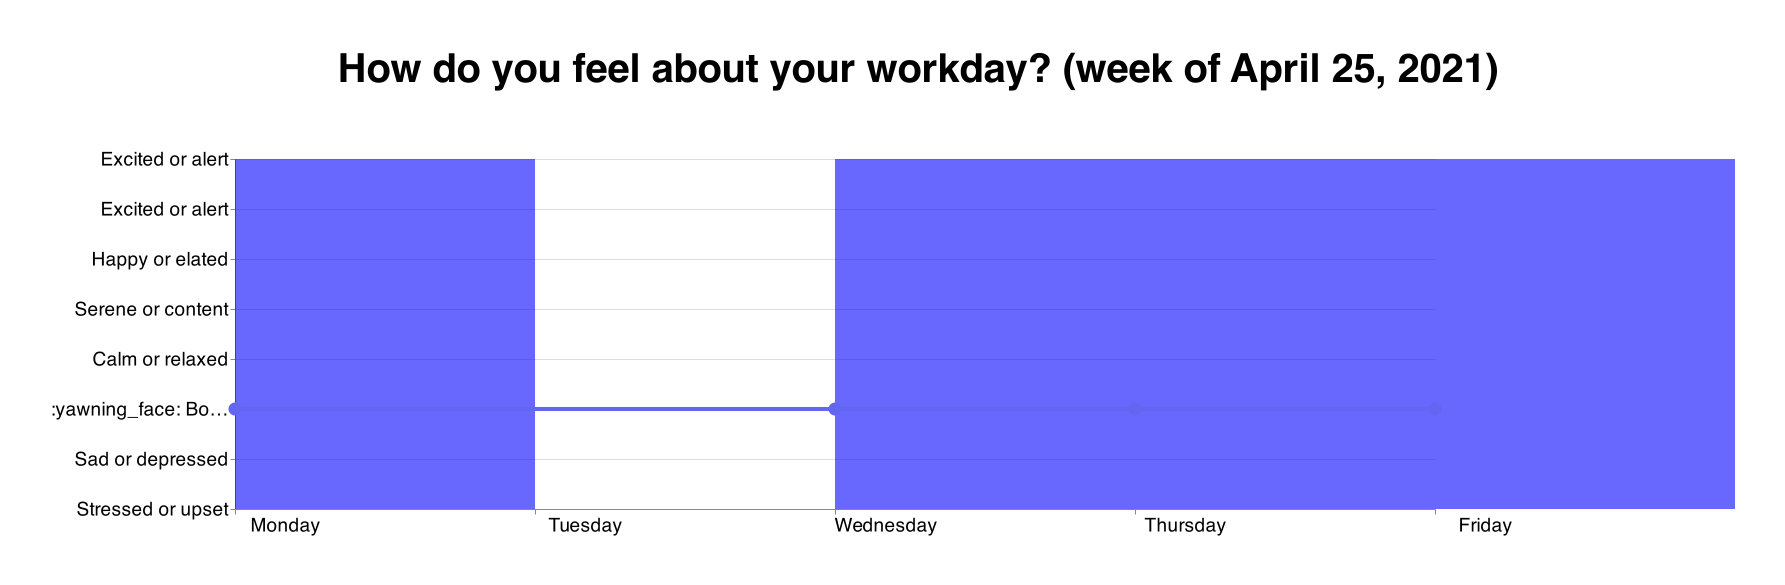 How do you feel about your workday? (week of April 25, 2021)
Excited or alert
Excited or alert
Happy or elated
Serene or content
Calm or relaxed
:yawning_face: Bo…
Sad or depressed
Stressed or upset
Monday Tuesday Wednesday Thursday Friday